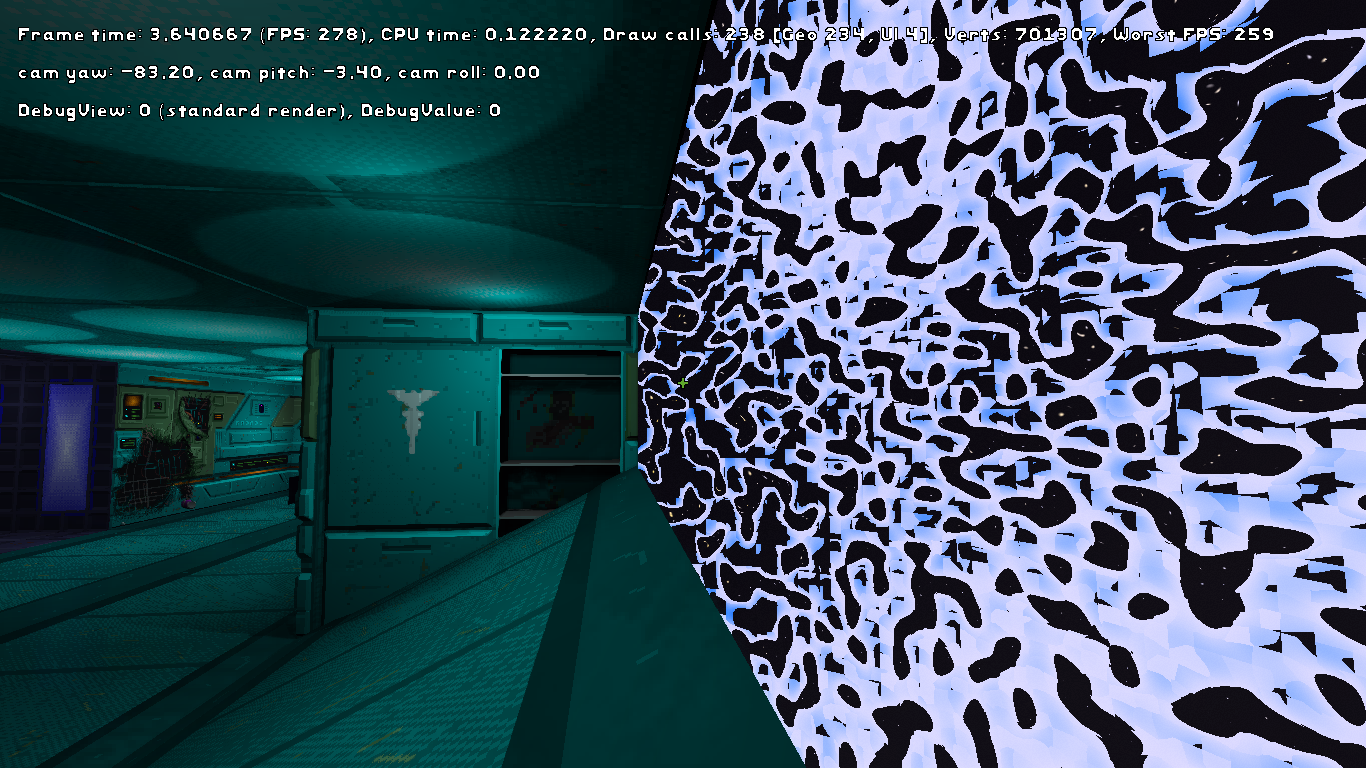 Frame time: 3.640667 (FPS: 278), CPU time: 0.122220, Draw calls: 238 [Geo 234, UI 4], Verts: 701307, Worst FPS: 259
cam yaw: -83.20, cam pitch: -3.40, cam roll: 0.00
DebugView: 0 (standard render), DebugValue: 0